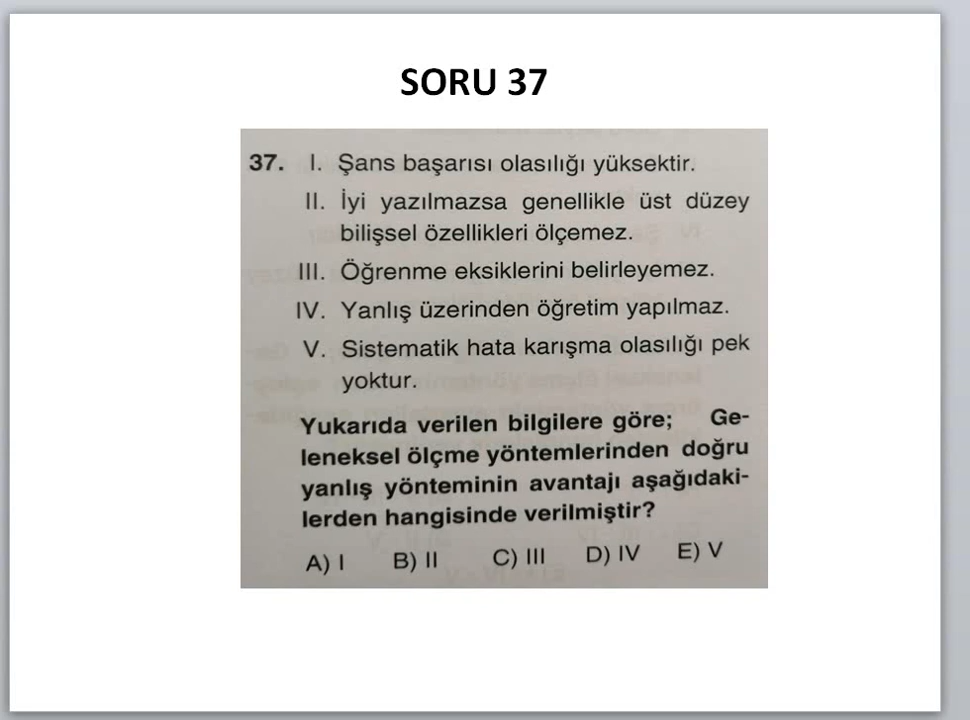 SORU 37
37. I. Şans başarısı olasılığı yüksektir.
II. İyi yazılmazsa genellikle üst düzey
bilişsel özellikleri ölçemez.
III. Öğrenme eksiklerini belirleyemez.
IV. Yanlış üzerinden öğretim yapılmaz.
V. Sistematik hata karışma olasılığı pek
yoktur.
Yukarıda verilen bilgilere göre; Ge-
leneksel ölçme yöntemlerinden doğru
yanlış yönteminin avantajı aşağıdaki-
lerden hangisinde verilmiştir?
A) I B) II C) III D) IV E) V